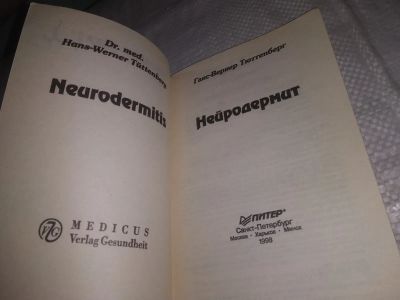 Dr. med.
Hans-Werner Tüttenberg
Neurodermitis
MEDICUS
Verlag Gesundheit
Ганс-Вернер Тюттенберг
Нейродермит
ПИТЕР
Санкт-Петербург
Москва · Харьков · Минск
1998